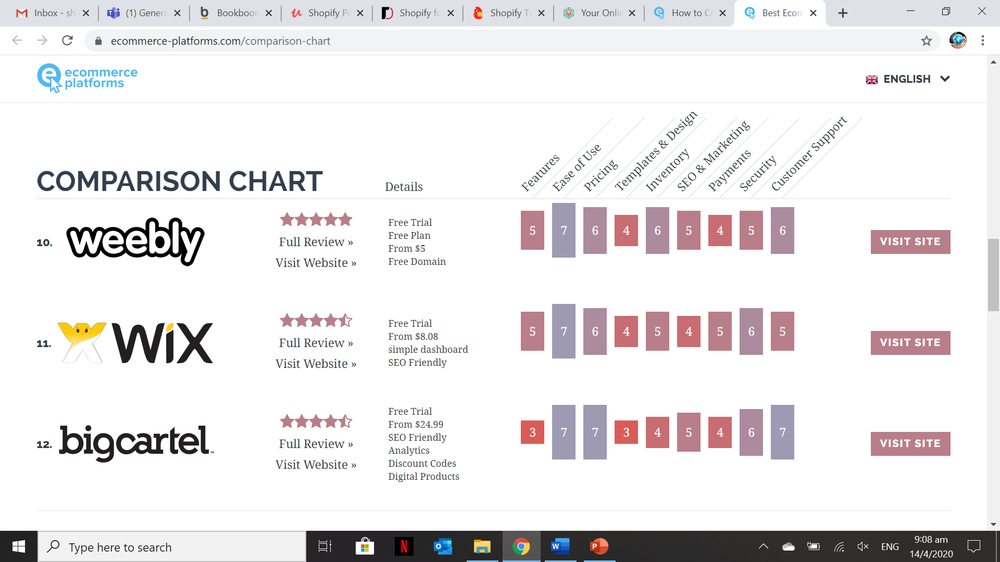 Inbox - sh
(1) Genera
Bookboon
Shopify Po
Shopify fo
Shopify Tu
Your Onlin
How to Cr
Best Ecom
ecommerce-platforms.com/comparison-chart
ecommerce
platforms
ENGLISH
COMPARISON CHART
Details
Features
Ease of Use
Pricing
Templates & Design
Inventory
SEO & Marketing
Payments
Security
Customer Support
10.
weebly
Full Review »
Visit Website »
Free Trial
Free Plan
From $5
Free Domain
5 7 6 4 6 5 4 5 6
VISIT SITE
11.
WiX
Full Review »
Visit Website »
Free Trial
From $8.08
simple dashboard
SEO Friendly
5 7 6 4 5 4 5 6 5
VISIT SITE
12.
bigcartel™
Full Review »
Visit Website »
Free Trial
From $24.99
SEO Friendly
Analytics
Discount Codes
Digital Products
3 7 7 3 4 5 4 6 7
VISIT SITE
Type here to search
ENG
9:08 am
14/4/2020